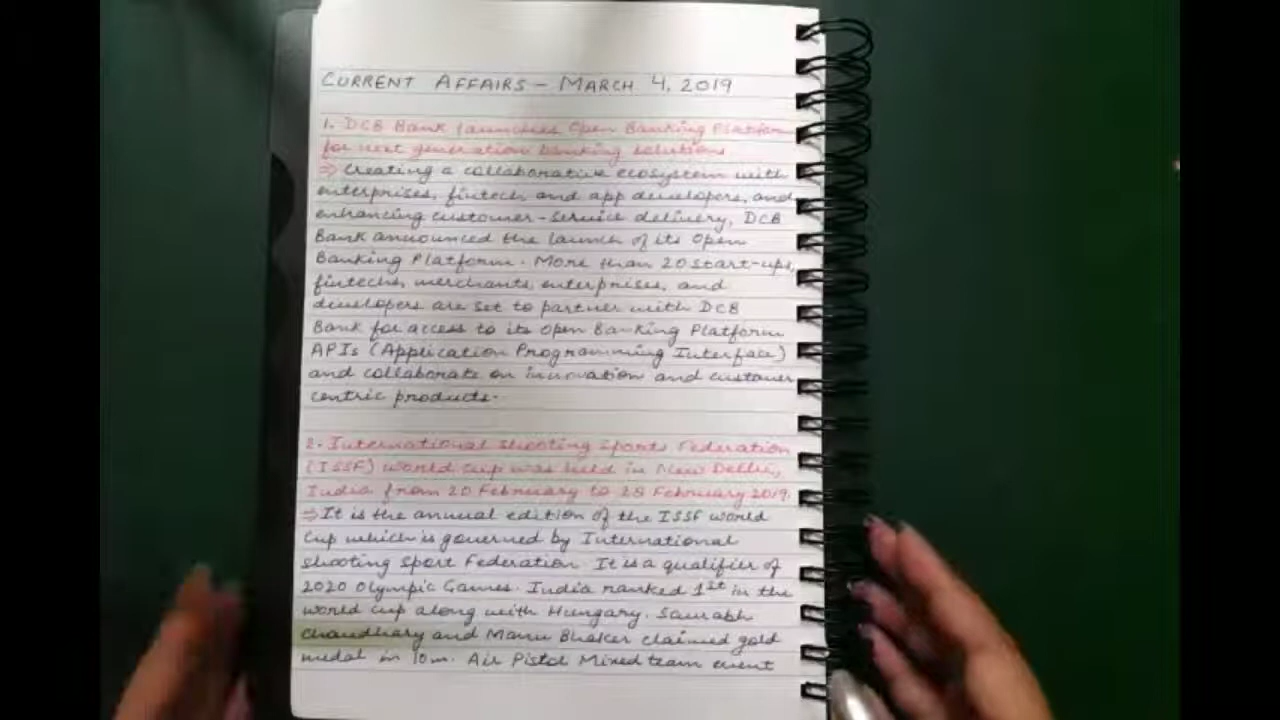 CURRENT AFFAIRS - MARCH 4, 2019
1. DCB Bank launches Open Banking Platform
for next generation banking solutions
⇒ Creating a collaborative ecosystem with
enterprises, fintech and app developers, and
enhancing customer-service delivery, DCB
Bank announced the launch of its Open
Banking Platform. More than 20 start-ups,
fintechs, merchants, enterprises, and
developers are set to partner with DCB
Bank for access to its Open Banking Platform
APIs (Application Programming Interface)
and collaborate on innovation and customer
centric products.
2. International Shooting Sports Federation
(ISSF) world cup was held in New Delhi,
India from 20 February to 28 February 2019.
⇒ It is the annual edition of the ISSF world
cup which is governed by International
shooting sport Federation. It is a qualifier of
2020 Olympic Games. India ranked 1st in the
world cup along with Hungary. Saurabh
chaudhary and Manu Bhaker claimed gold
medal in 10m. Air Pistol Mixed team event